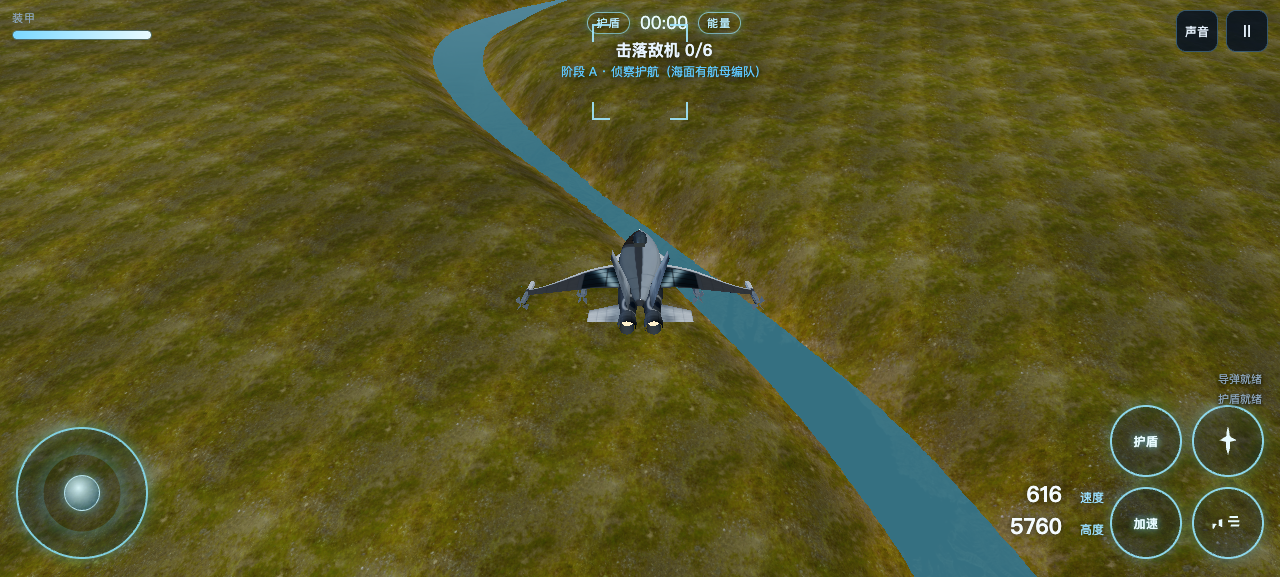 装甲
护盾 00:00 能量
击落敌机 0/6
阶段 A · 侦察护航（海面有航母编队）
声音
导弹就绪
护盾就绪
护盾
616 速度
5760 高度
加速